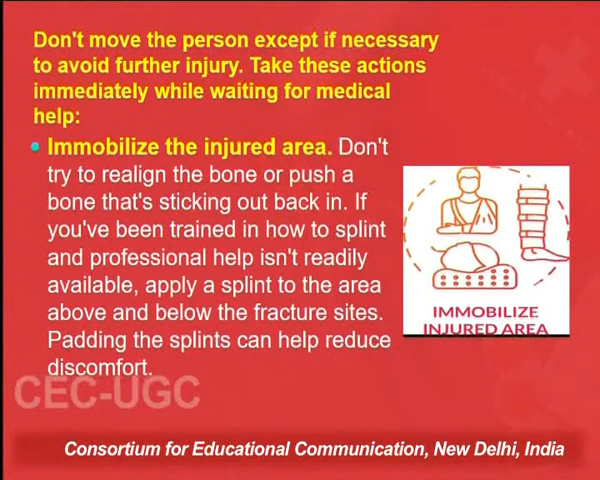 Don't move the person except if necessary
to avoid further injury. Take these actions
immediately while waiting for medical
help:
• Immobilize the injured area. Don't
try to realign the bone or push a
bone that's sticking out back in. If
you've been trained in how to splint
and professional help isn't readily
available, apply a splint to the area
above and below the fracture sites.
Padding the splints can help reduce
discomfort.
IMMOBILIZE
INJURED AREA
CEC-UGC
Consortium for Educational Communication, New Delhi, India